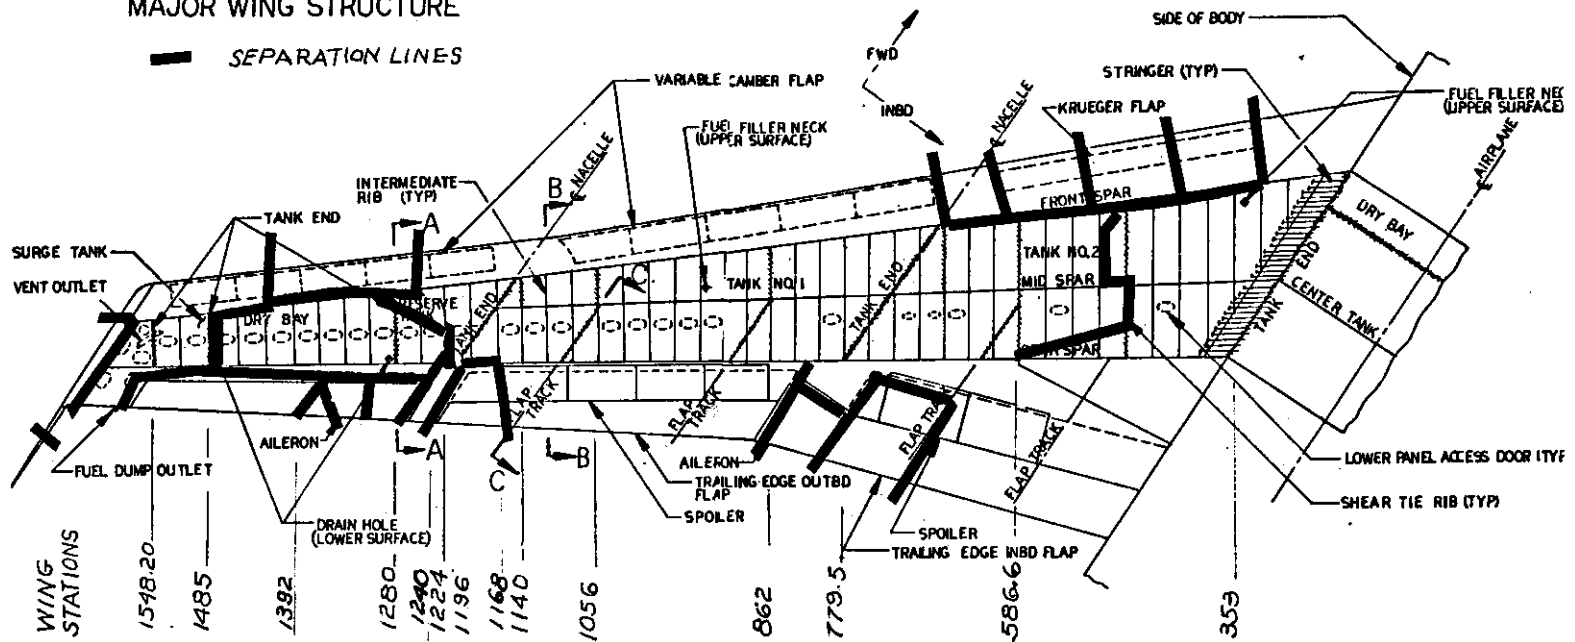 MAJOR WING STRUCTURE
SEPARATION LINES
SIDE OF BODY
FWD
INBD
VARIABLE CAMBER FLAP
STRINGER (TYP)
FUEL FILLER NEC
(UPPER SURFACE)
KRUEGER FLAP
FUEL FILLER NECK
(UPPER SURFACE)
℄ NACELLE
℄ NACELLE
℄ AIRPLANE
INTERMEDIATE
RIB (TYP)
B
A
TANK END
FRONT SPAR
SURGE TANK
VENT OUTLET
DRY BAY
RESERVE
TANK END
C
TANK NO.1
TANK END
TANK NO.2
MID SPAR
TANK END
DRY BAY
CENTER TANK
SPAR
FLAP TRACK
FLAP TRACK
FLAP TRACK
FLAP TRACK
AILERON
A
C
B
FUEL DUMP OUTLET
AILERON
TRAILING EDGE OUTBD
FLAP
SPOILER
LOWER PANEL ACCESS DOOR (TYP
SHEAR TIE RIB (TYP)
DRAIN HOLE
(LOWER SURFACE)
SPOILER
TRAILING EDGE INBD FLAP
WING
STATIONS
1548.20
1485
1392
1280
1240
1224
1196
1168
1140
1056
862
779.5
586.6
353